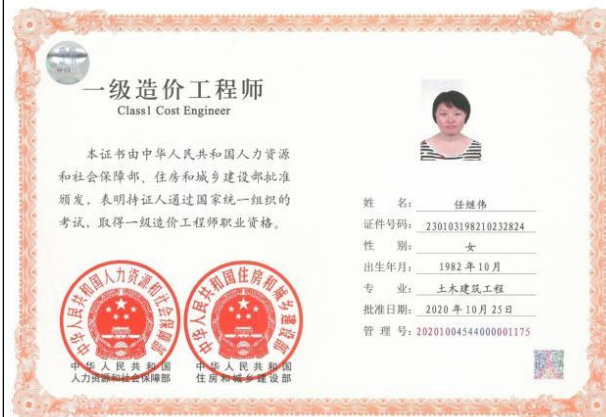 一级造价工程师
Class1 Cost Engineer
本证书由中华人民共和国人力资源
和社会保障部、住房和城乡建设部批准
颁发，表明持证人通过国家统一组织的
考试，取得一级造价工程师职业资格。
中华人民共和国人力资源和社会保障部
中华人民共和国住房和城乡建设部
中华人民共和国
人力资源和社会保障部
中华人民共和国
住房和城乡建设部
姓 名： 任继伟
证件号码： 230103198210232824
性 别： 女
出生年月： 1982年10月
专 业： 土木建筑工程
批准日期： 2020年10月25日
管 理 号： 20201004544000001175